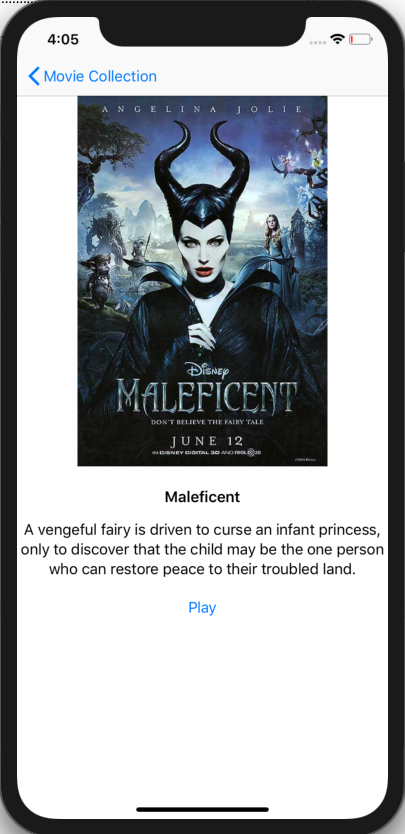 4:05
Movie Collection
ANGELINA JOLIE
Disney
MALEFICENT
DON'T BELIEVE THE FAIRY TALE
JUNE 12
IN DISNEY DIGITAL 3D AND REAL D 3D
Maleficent
A vengeful fairy is driven to curse an infant princess,
only to discover that the child may be the one person
who can restore peace to their troubled land.
Play